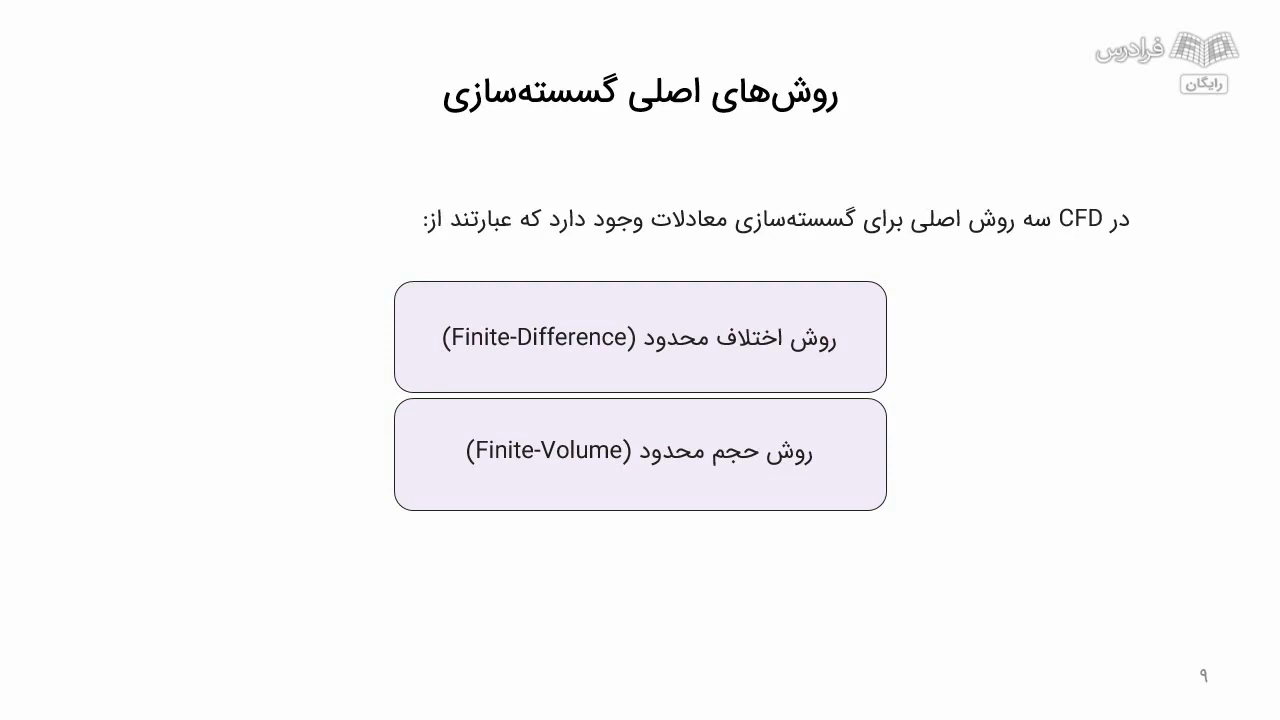 فرادرس
رایگان
روش‌های اصلی گسسته‌سازی
در CFD سه روش اصلی برای گسسته‌سازی معادلات وجود دارد که عبارتند از:
روش اختلاف محدود (Finite-Difference)
روش حجم محدود (Finite-Volume)
۹